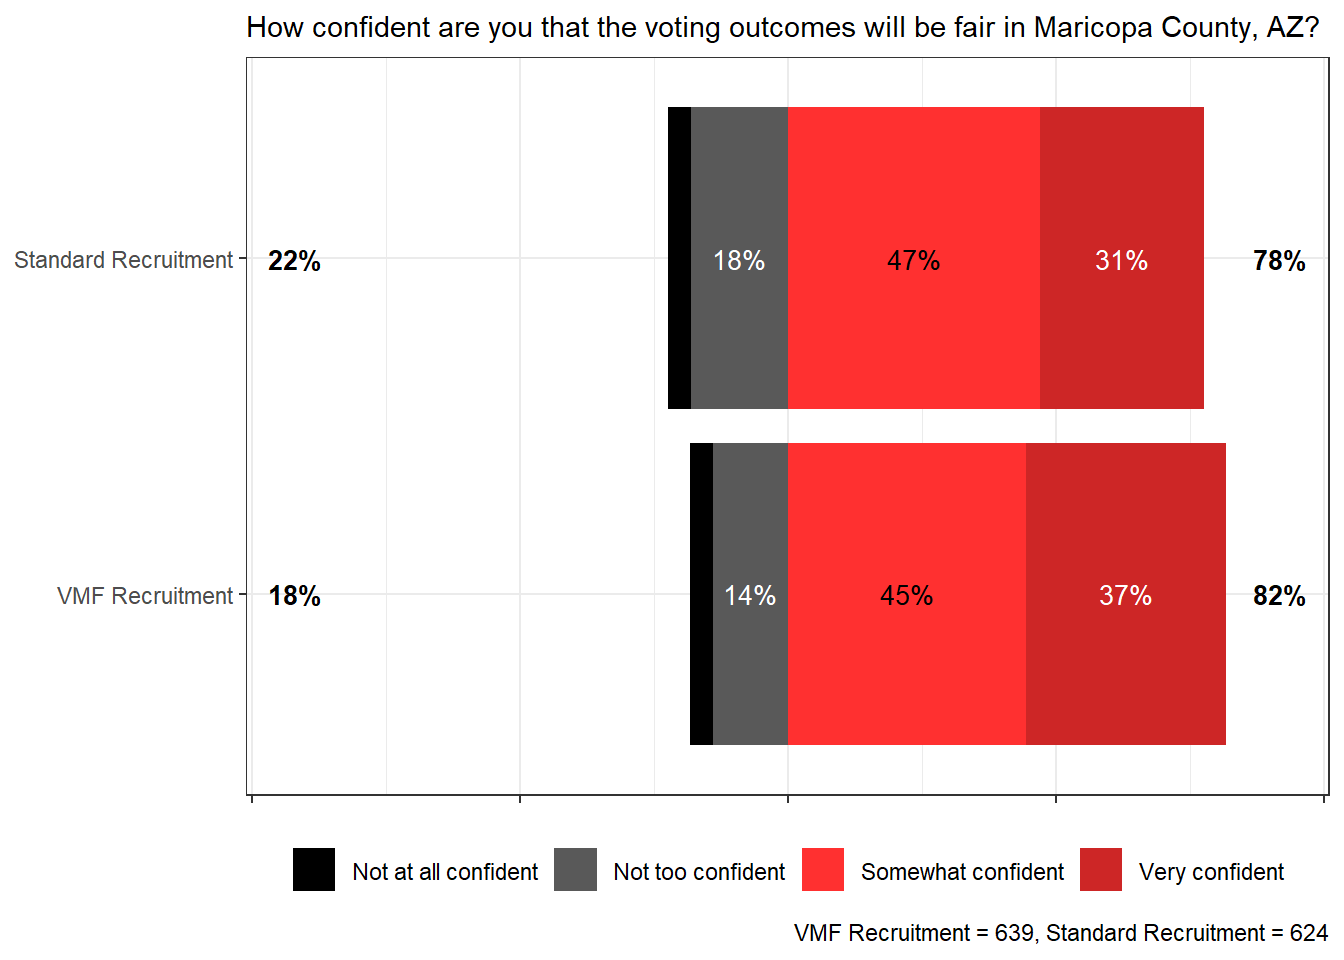 How confident are you that the voting outcomes will be fair in Maricopa County, AZ?
Standard Recruitment 22% 18% 47% 31% 78%
VMF Recruitment 18% 14% 45% 37% 82%
Not at all confident Not too confident Somewhat confident Very confident
VMF Recruitment = 639, Standard Recruitment = 624